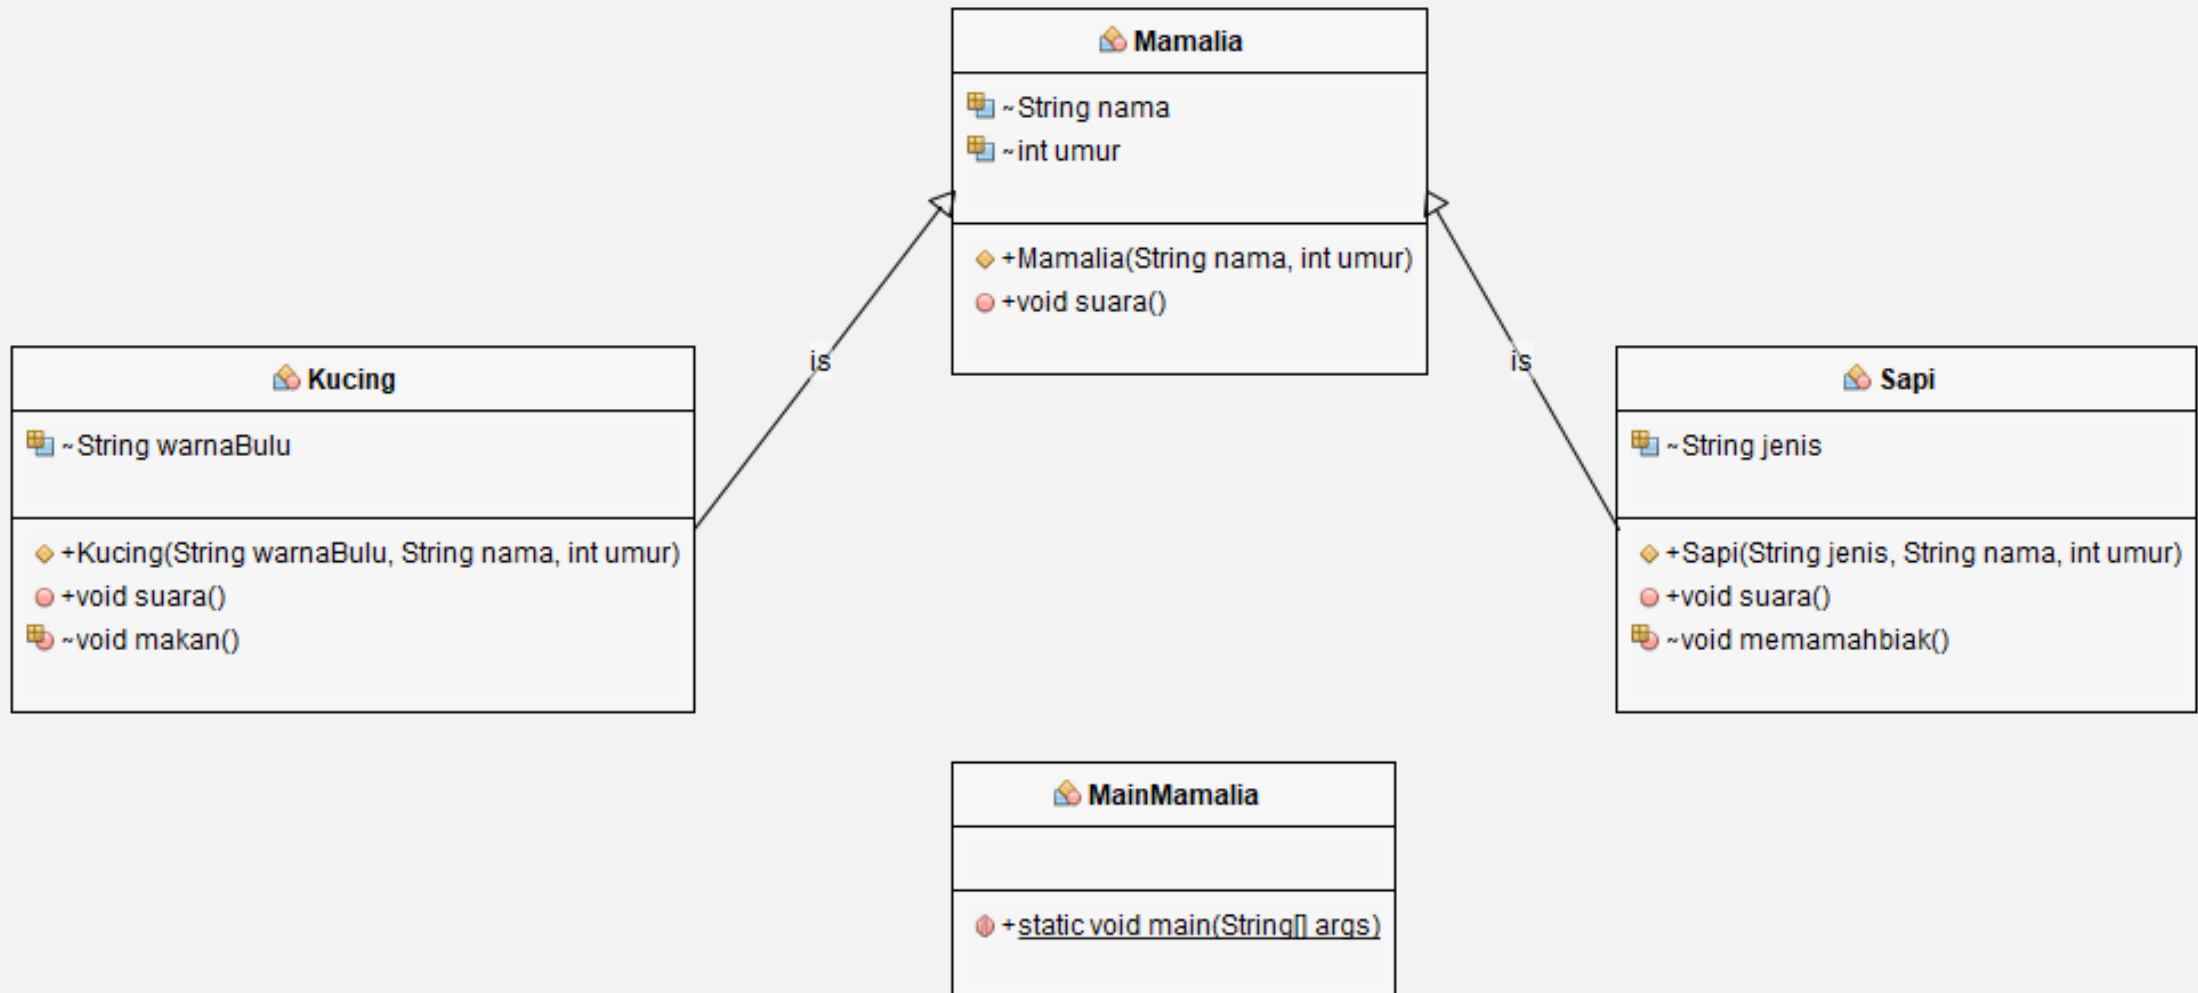 Mamalia
~String nama
~int umur
+Mamalia(String nama, int umur)
+void suara()
is
is
Kucing
~String warnaBulu
+Kucing(String warnaBulu, String nama, int umur)
+void suara()
~void makan()
Sapi
~String jenis
+Sapi(String jenis, String nama, int umur)
+void suara()
~void memamahbiak()
MainMamalia
+static void main(String[] args)